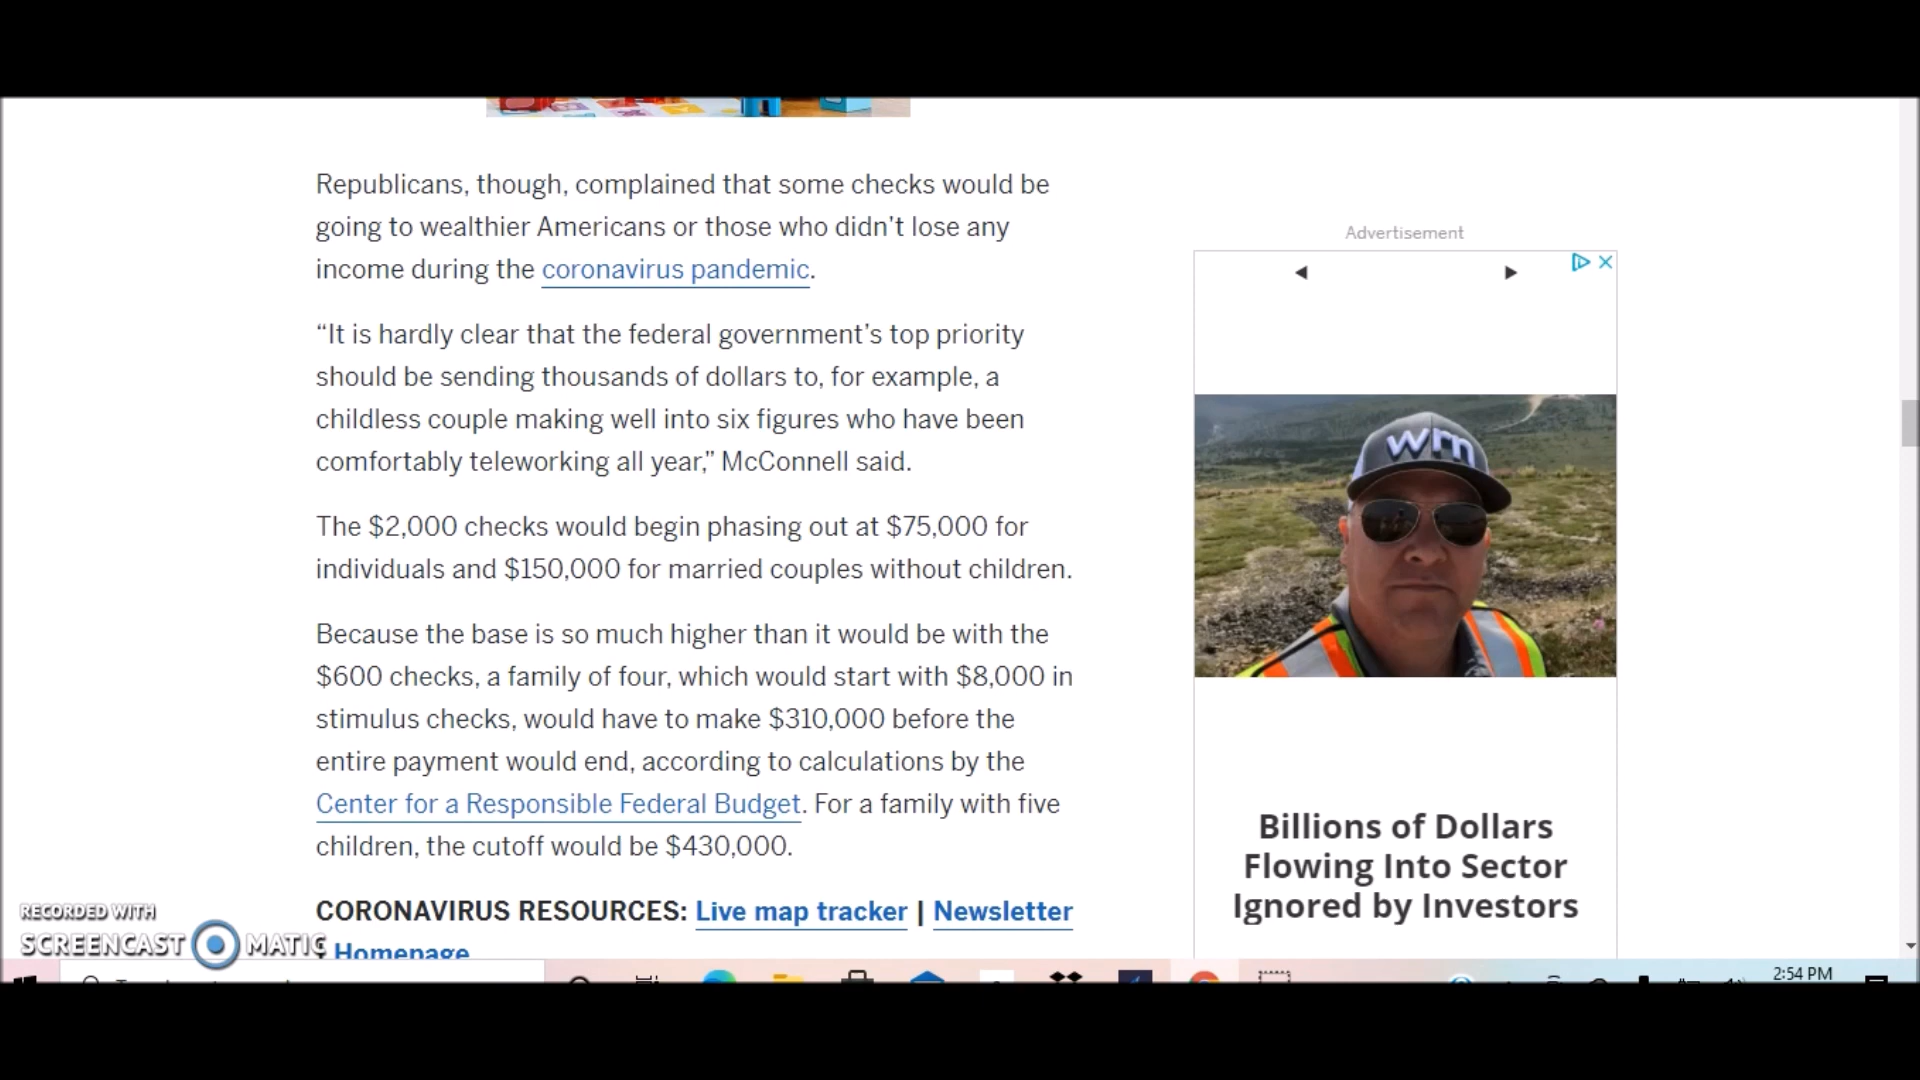 Republicans, though, complained that some checks would be
going to wealthier Americans or those who didn't lose any
income during the coronavirus pandemic.
“It is hardly clear that the federal government’s top priority
should be sending thousands of dollars to, for example, a
childless couple making well into six figures who have been
comfortably teleworking all year,” McConnell said.
The $2,000 checks would begin phasing out at $75,000 for
individuals and $150,000 for married couples without children.
Because the base is so much higher than it would be with the
$600 checks, a family of four, which would start with $8,000 in
stimulus checks, would have to make $310,000 before the
entire payment would end, according to calculations by the
Center for a Responsible Federal Budget. For a family with five
children, the cutoff would be $430,000.
CORONAVIRUS RESOURCES: Live map tracker | Newsletter
| Homepage
Advertisement
wrn
Billions of Dollars
Flowing Into Sector
Ignored by Investors
RECORDED WITH
SCREENCAST MATIC
2:54 PM